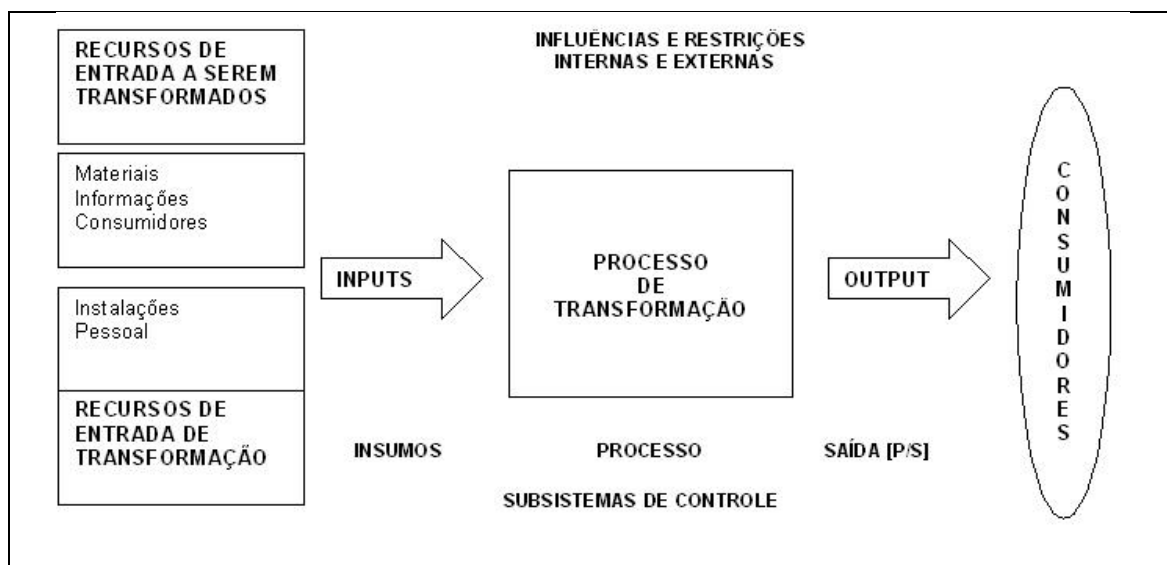 RECURSOS DE
ENTRADA A SEREM
TRANSFORMADOS
Materiais
Informações
Consumidores
Instalações
Pessoal
RECURSOS DE
ENTRADA DE
TRANSFORMAÇÃO
INFLUÊNCIAS E RESTRIÇÕES
INTERNAS E EXTERNAS
INPUTS
PROCESSO
DE
TRANSFORMAÇÃO
OUTPUT
CONSUMIDORES
INSUMOS
PROCESSO
SAÍDA [P/S]
SUBSISTEMAS DE CONTROLE